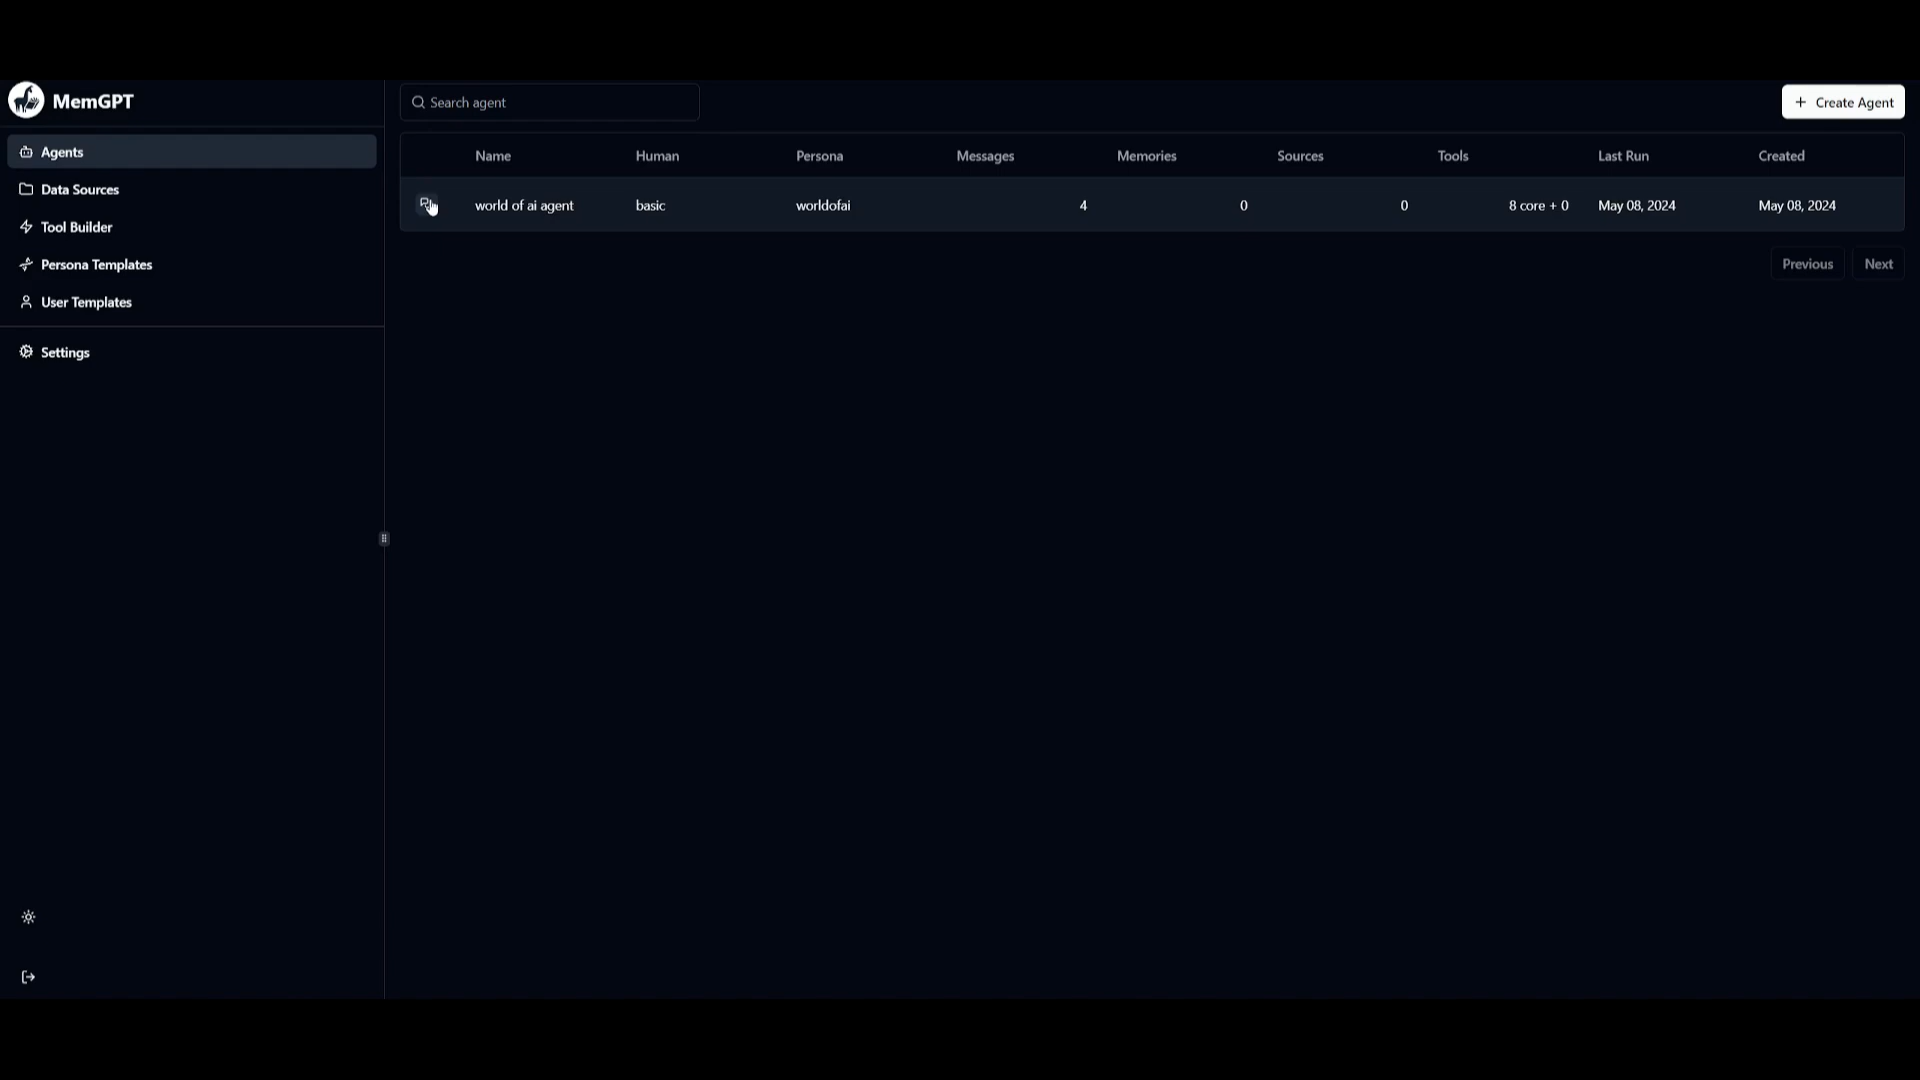 MemGPT
Agents
Data Sources
Tool Builder
Persona Templates
User Templates
Settings
Search agent
+ Create Agent
Name Human Persona Messages Memories Sources Tools Last Run Created
world of ai agent basic worldofai 4 0 0 8 core + 0 May 08, 2024 May 08, 2024
Previous Next